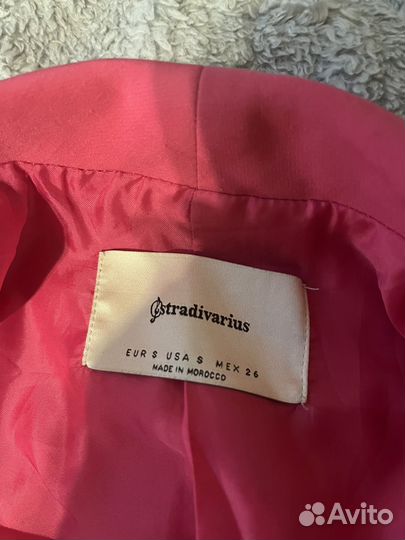 stradivarius
EUR S USA S MEX 26
MADE IN MOROCCO
Avito